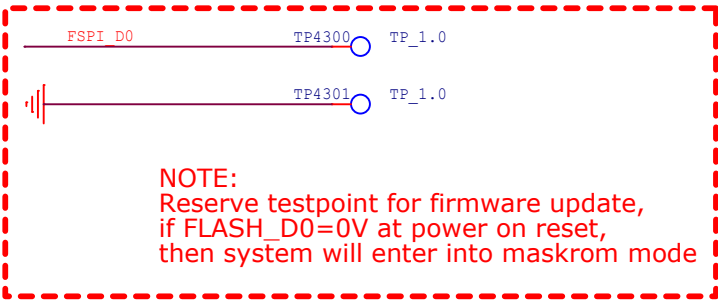 FSPI_D0 TP4300 TP_1.0
TP4301 TP_1.0
NOTE:
Reserve testpoint for firmware update,
if FLASH_D0=0V at power on reset,
then system will enter into maskrom mode